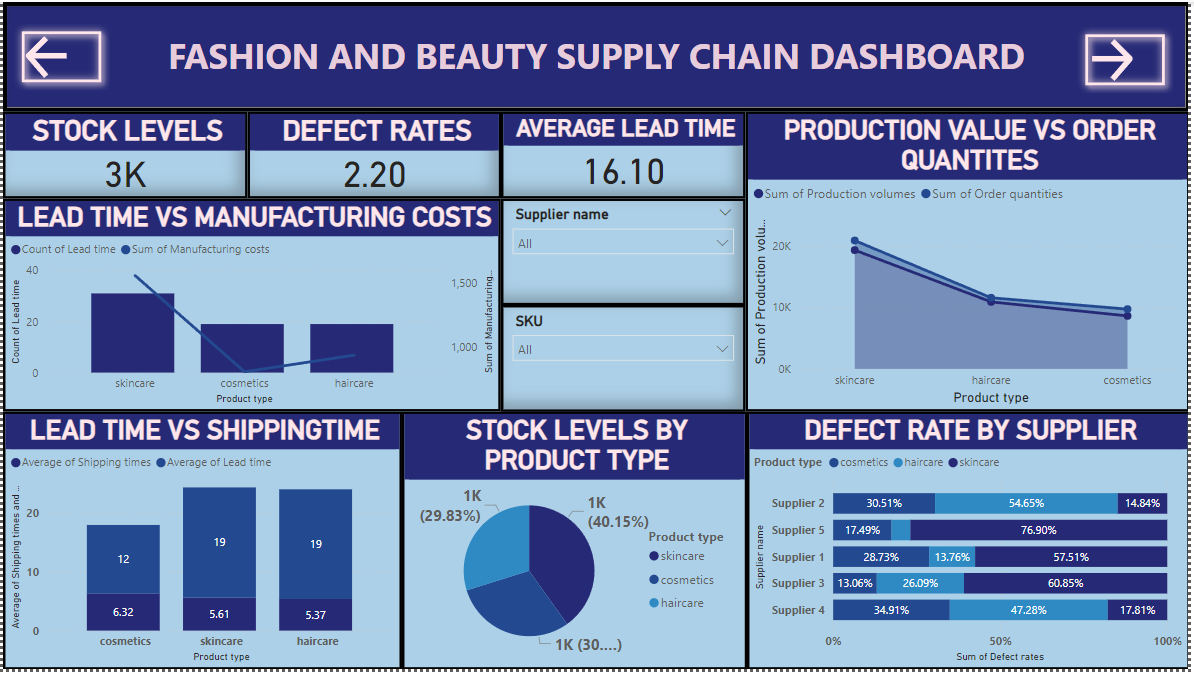 FASHION AND BEAUTY SUPPLY CHAIN DASHBOARD
STOCK LEVELS
3K
DEFECT RATES
2.20
AVERAGE LEAD TIME
16.10
PRODUCTION VALUE VS ORDER
QUANTITES
Sum of Production volumes
Sum of Order quantities
Sum of Production volu...
20K
10K
0K
skincare
haircare
cosmetics
Product type
LEAD TIME VS MANUFACTURING COSTS
Count of Lead time
Sum of Manufacturing costs
Count of Lead time
40
20
0
1,500
1,000
Sum of Manufacturing...
skincare
cosmetics
haircare
Product type
Supplier name
All
SKU
All
LEAD TIME VS SHIPPINGTIME
Average of Shipping times
Average of Lead time
Average of Shipping times and ...
20
10
0
12
19
19
6.32
5.61
5.37
cosmetics
skincare
haircare
Product type
STOCK LEVELS BY
PRODUCT TYPE
1K
(29.83%)
1K
(40.15%)
1K (30....)
Product type
skincare
cosmetics
haircare
DEFECT RATE BY SUPPLIER
Product type cosmetics haircare skincare
Supplier name
Supplier 2 30.51% 54.65% 14.84%
Supplier 5 17.49% 76.90%
Supplier 1 28.73% 13.76% 57.51%
Supplier 3 13.06% 26.09% 60.85%
Supplier 4 34.91% 47.28% 17.81%
0% 50% 100%
Sum of Defect rates